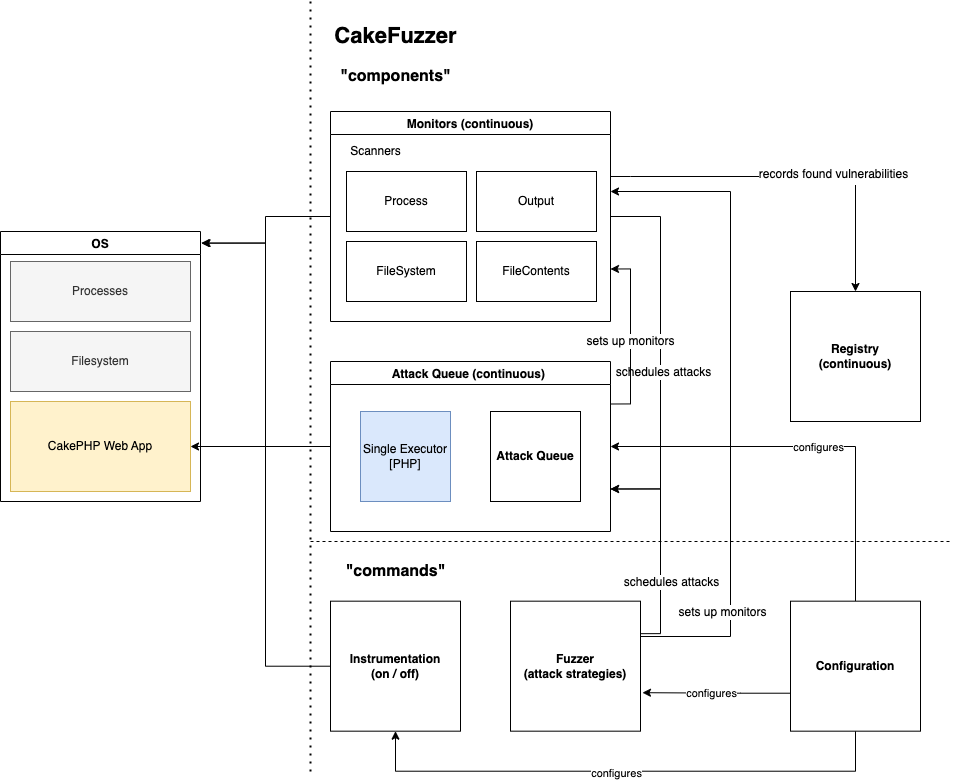 CakeFuzzer
"components"
Monitors (continuous)
Scanners
Process
Output
FileSystem
FileContents
records found vulnerabilities
OS
Processes
Filesystem
CakePHP Web App
Registry
(continuous)
sets up monitors
schedules attacks
Attack Queue (continuous)
Single Executor
[PHP]
Attack Queue
configures
"commands"
schedules attacks
sets up monitors
Instrumentation
(on / off)
Fuzzer
(attack strategies)
Configuration
configures
configures